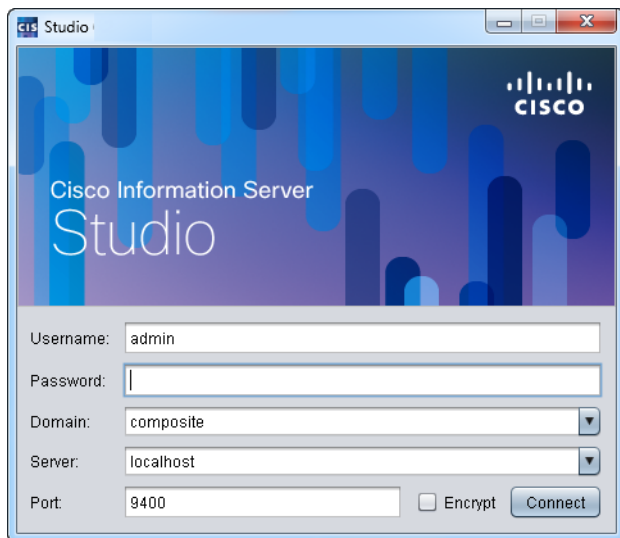 CIS Studio
CISCO
Cisco Information Server
Studio
Username: admin
Password:
Domain: composite
Server: localhost
Port: 9400 Encrypt Connect